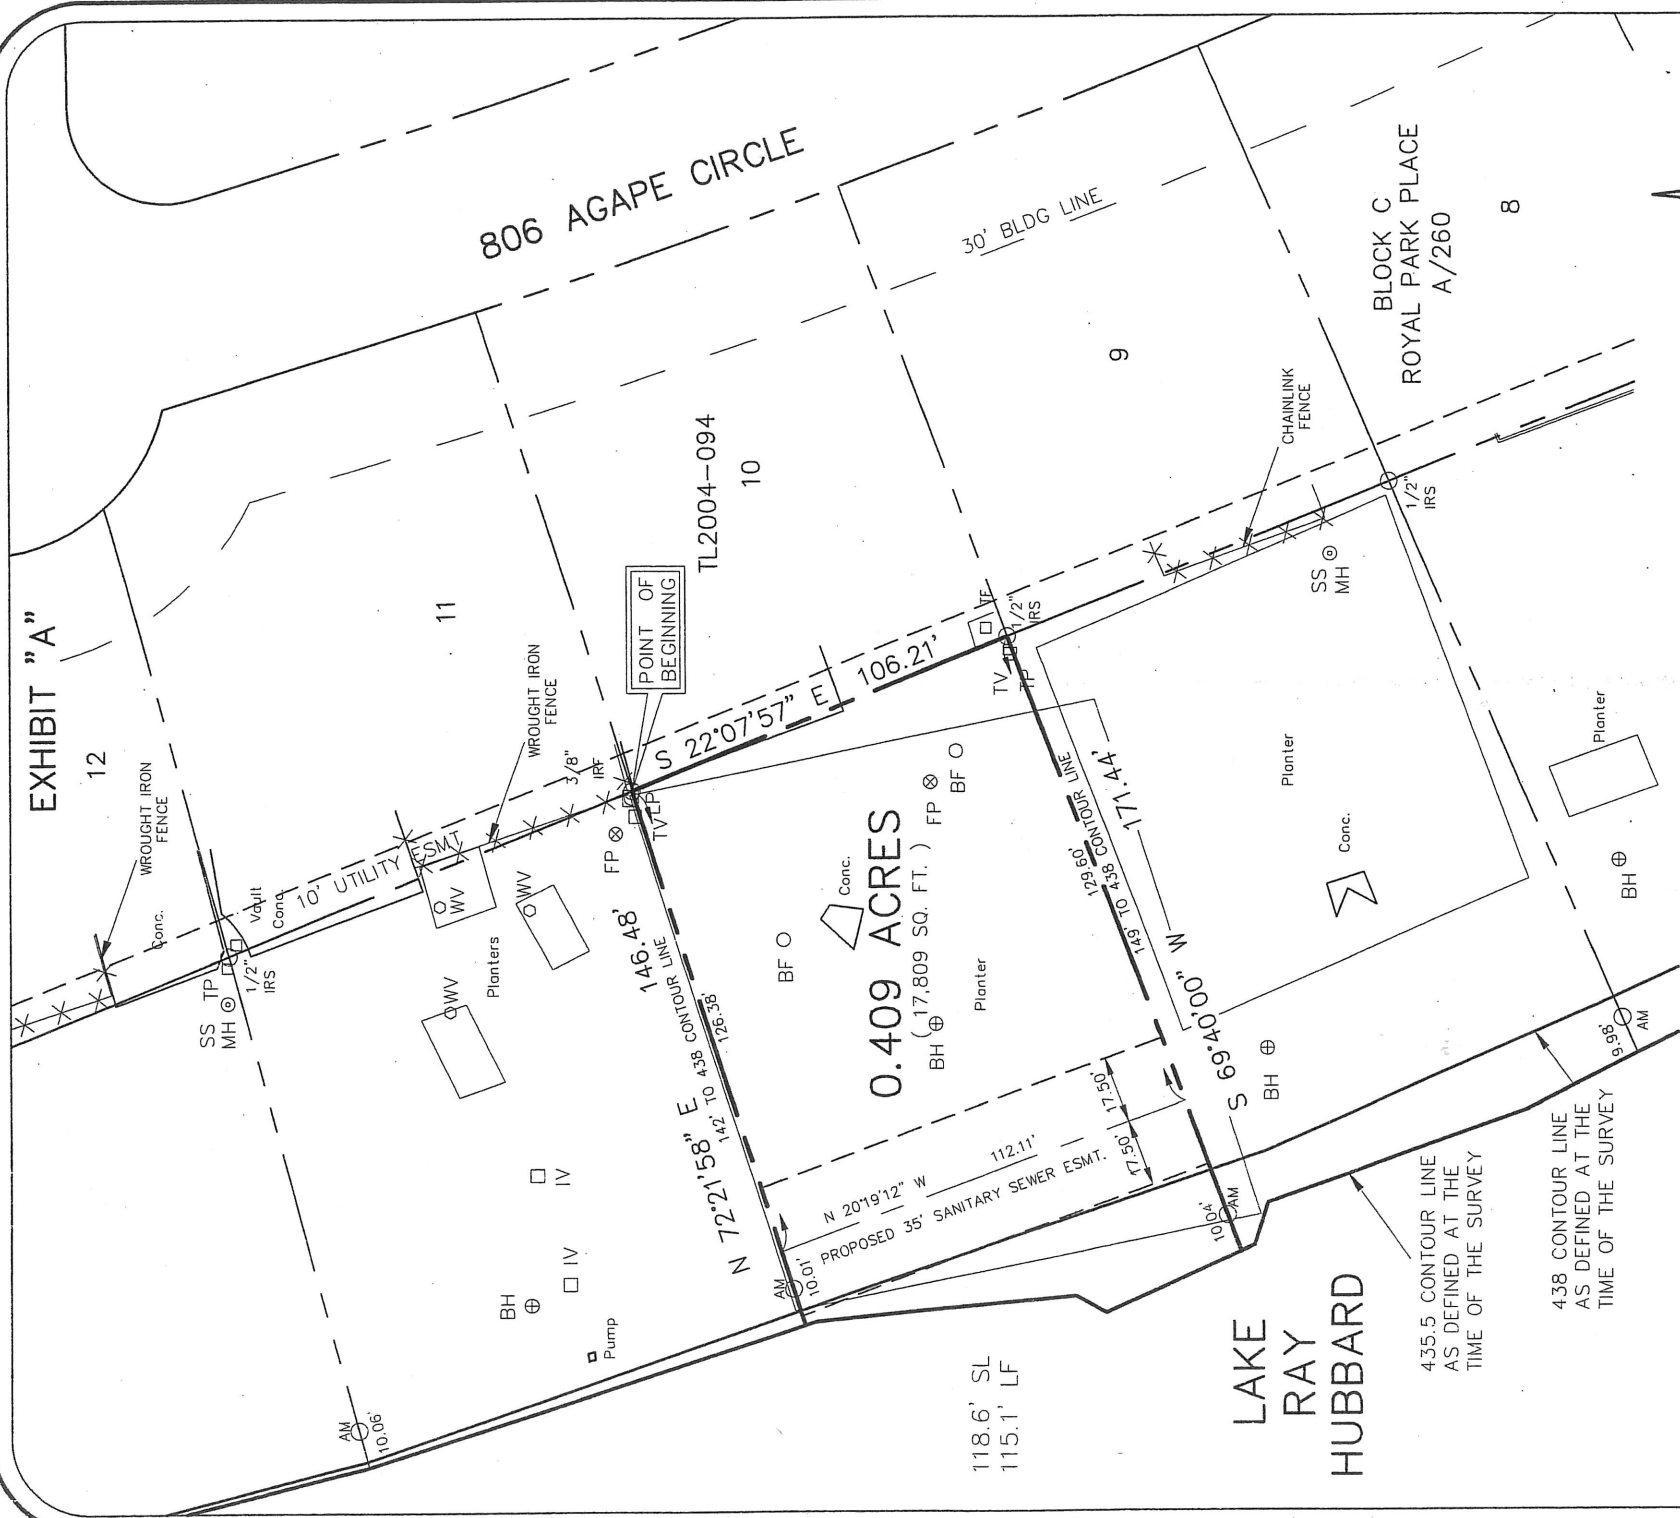 EXHIBIT "A"
806 AGAPE CIRCLE
30' BLDG LINE
BLOCK C
ROYAL PARK PLACE
A/260
8
9
TL2004-094
10
11
12
CHAINLINK
FENCE
WROUGHT IRON
FENCE
WROUGHT IRON
FENCE
POINT OF
BEGINNING
10' UTILITY ESMT
Conc.
Vault
Conc.
TP
SS
MH
1/2"
IRS
WV
WV
WV
Planters
3/8"
IRF
FP
TV
S 22°07'57" E 106.21'
TF
1/2"
IRS
TV
TP
SS
MH
1/2"
IRS
146.48'
N 72°21'58" E
142' TO 438 CONTOUR LINE
126.38'
0.409 ACRES
( 17,809 SQ. FT. )
Conc.
FP
BF
BF
BH
Planter
129.60'
149' TO 438 CONTOUR LINE
171.44'
S 69°40'00" W
Planter
Conc.
Planter
BH
BH
N 20°19'12" W 112.11'
PROPOSED 35' SANITARY SEWER ESMT.
17.50'
17.50'
IV
IV
BH
Pump
AM
10.06'
AM
10.01'
AM
10.04'
AM
9.98'
118.6' SL
115.1' LF
LAKE
RAY
HUBBARD
435.5 CONTOUR LINE
AS DEFINED AT THE
TIME OF THE SURVEY
438 CONTOUR LINE
AS DEFINED AT THE
TIME OF THE SURVEY